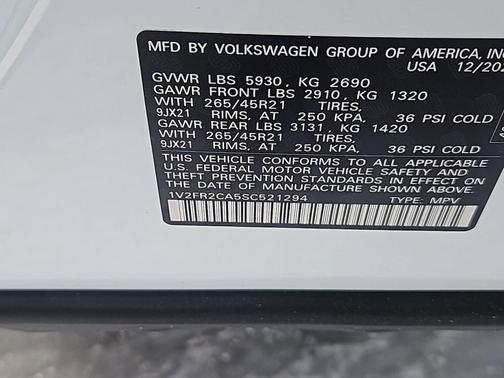 MFD BY VOLKSWAGEN GROUP OF AMERICA, INC
USA 12/202
GVWR LBS 5930, KG 2690
GAWR FRONT LBS 2910, KG 1320
WITH 265/45R21 TIRES,
9JX21 RIMS, AT 250 KPA, 36 PSI COLD
GAWR REAR LBS 3131, KG 1420
WITH 265/45R21 TIRES,
9JX21 RIMS, AT 250 KPA, 36 PSI COLD
THIS VEHICLE CONFORMS TO ALL APPLICABLE
U.S. FEDERAL MOTOR VEHICLE SAFETY AND
THEFT PREVENTION STANDARDS IN EFFECT ON
THE DATE OF MANUFACTURE SHOWN ABOVE.
1V2FR2CA5SC521294 TYPE: MPV